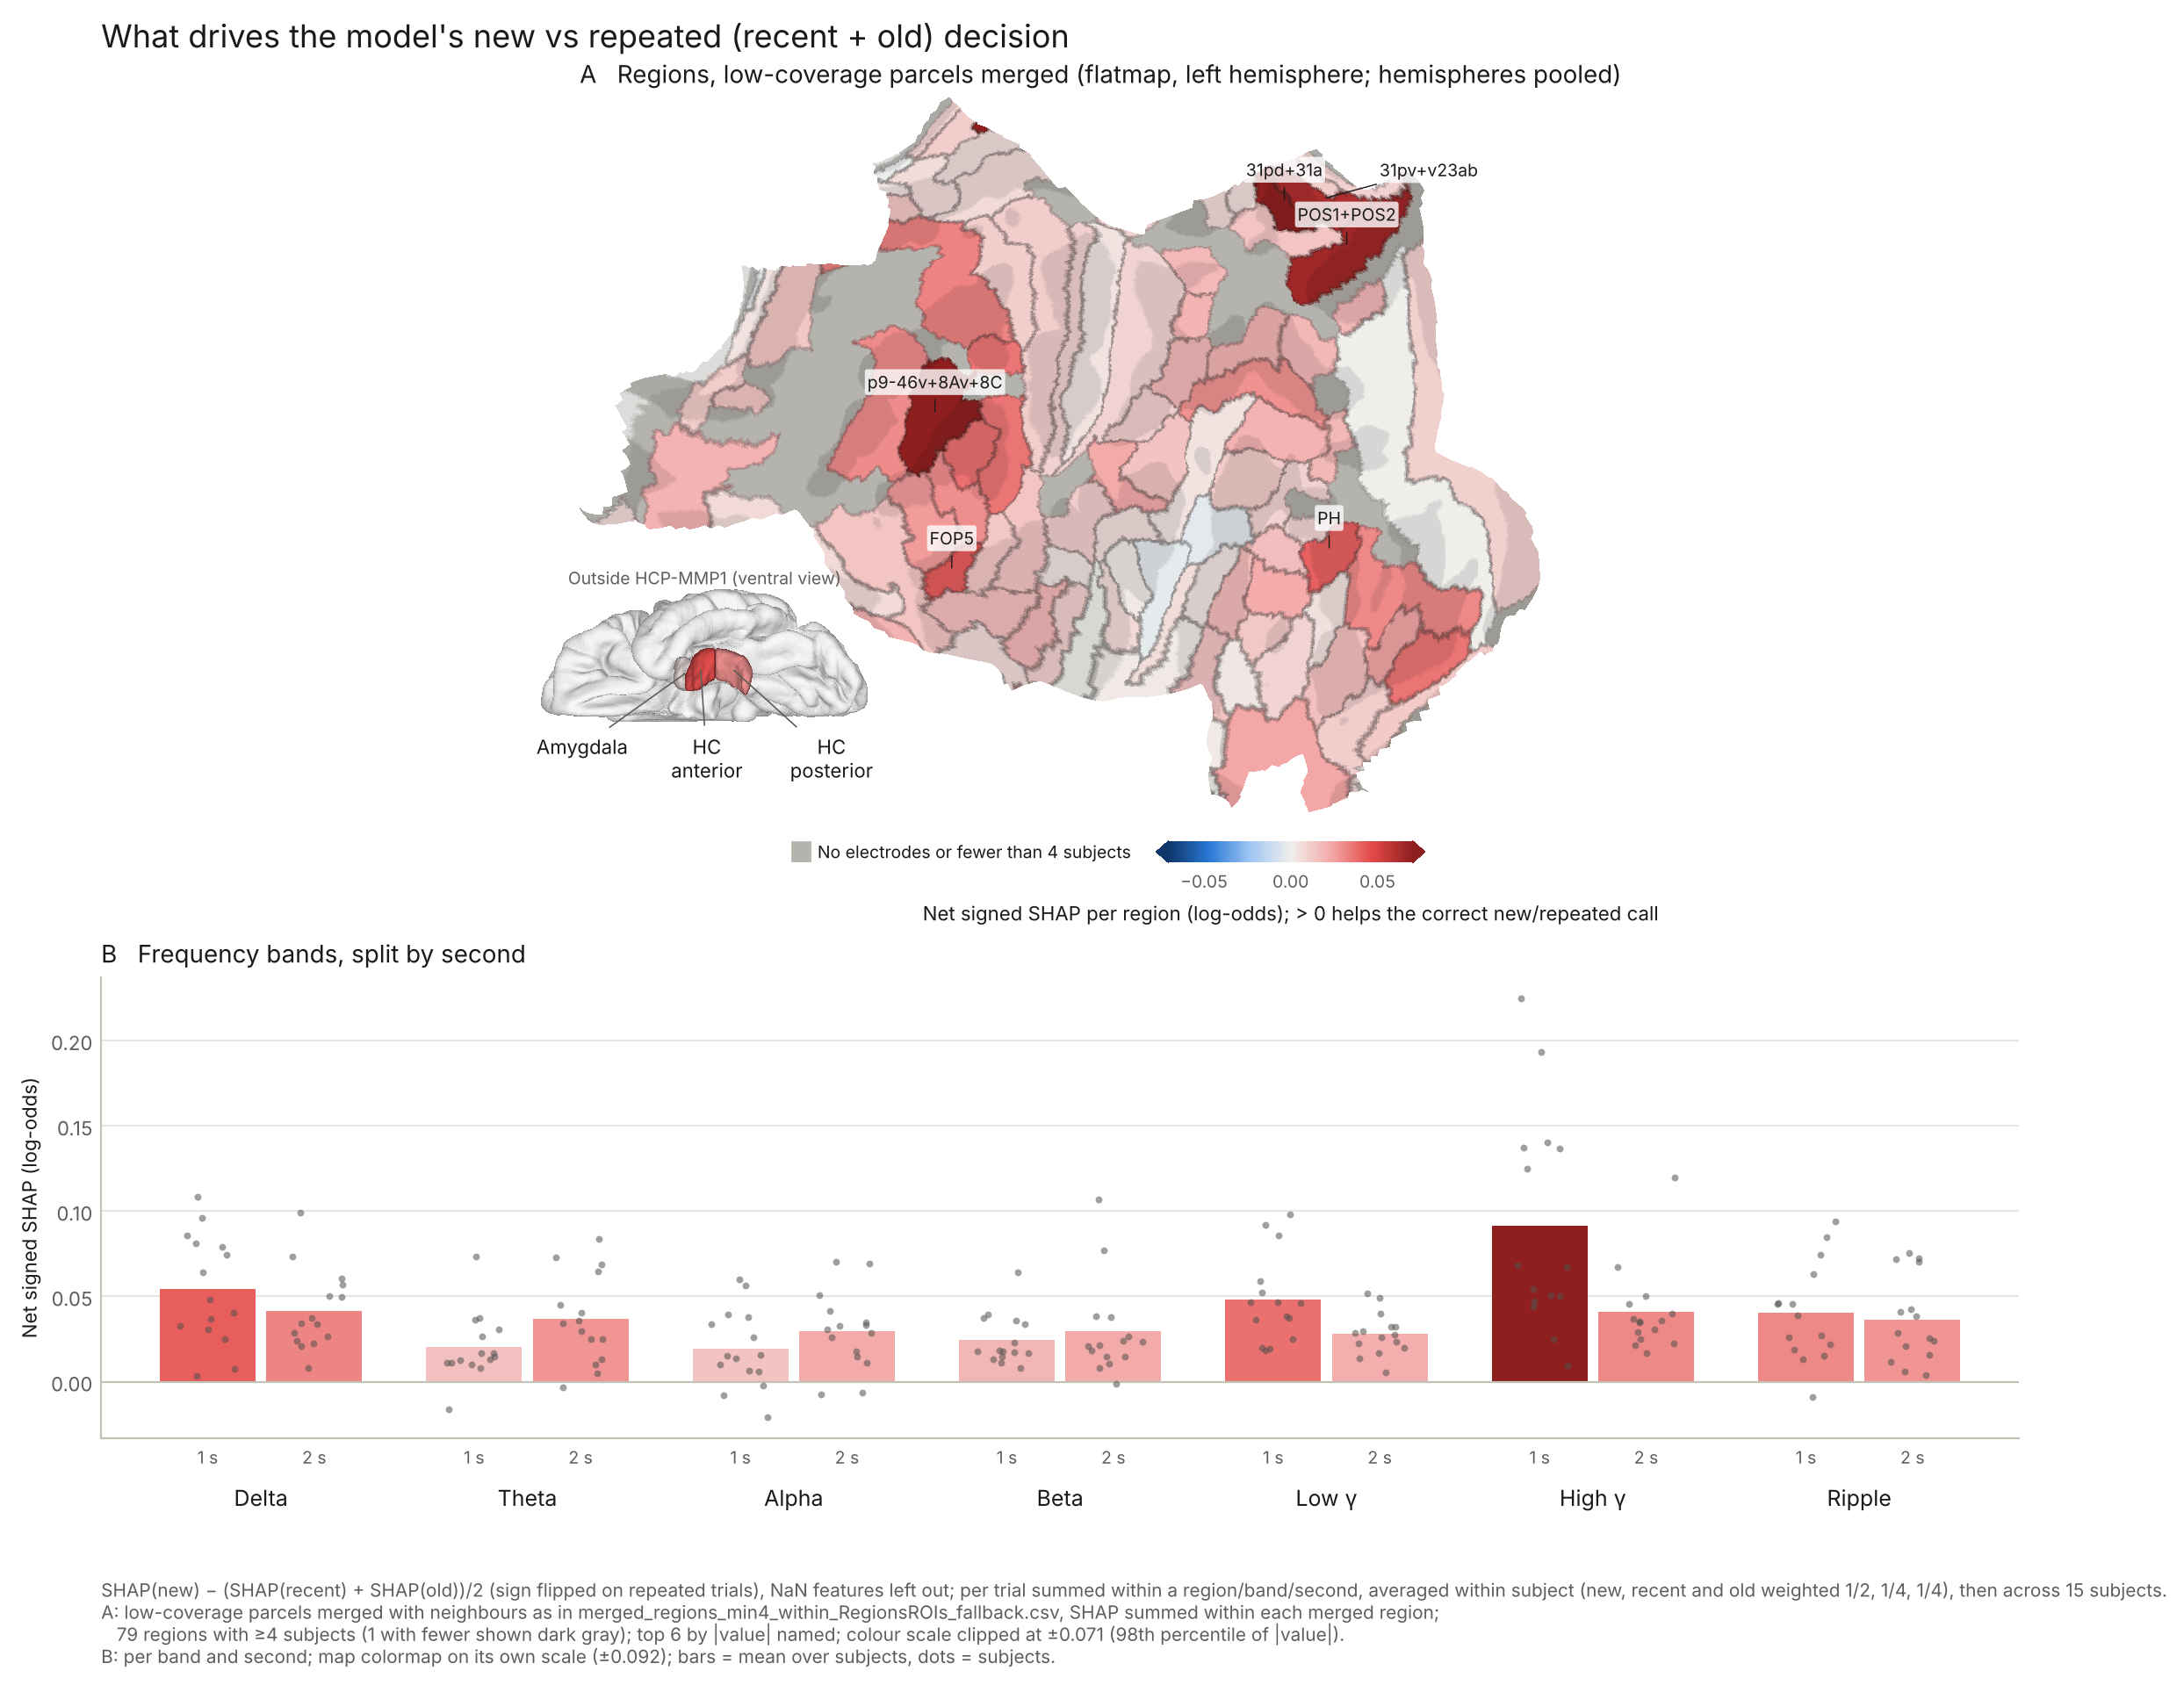 What drives the model's new vs repeated (recent + old) decision
A Regions, low-coverage parcels merged (flatmap, left hemisphere; hemispheres pooled)
31pd+31a
31pv+v23ab
POS1+POS2
p9-46v+8Av+8C
PH
FOP5
Outside HCP-MMP1 (ventral view)
Amygdala
HC
anterior
HC
posterior
No electrodes or fewer than 4 subjects
−0.05 0.00 0.05
Net signed SHAP per region (log-odds); > 0 helps the correct new/repeated call
B Frequency bands, split by second
Net signed SHAP (log-odds)
0.20
0.15
0.10
0.05
0.00
1 s 2 s 1 s 2 s 1 s 2 s 1 s 2 s 1 s 2 s 1 s 2 s 1 s 2 s
Delta Theta Alpha Beta Low γ High γ Ripple
SHAP(new) − (SHAP(recent) + SHAP(old))/2 (sign flipped on repeated trials), NaN features left out; per trial summed within a region/band/second, averaged within subject (new, recent and old weighted 1/2, 1/4, 1/4), then across 15 subjects.
A: low-coverage parcels merged with neighbours as in merged_regions_min4_within_RegionsROIs_fallback.csv, SHAP summed within each merged region;
79 regions with ≥4 subjects (1 with fewer shown dark gray); top 6 by |value| named; colour scale clipped at ±0.071 (98th percentile of |value|).
B: per band and second; map colormap on its own scale (±0.092); bars = mean over subjects, dots = subjects.